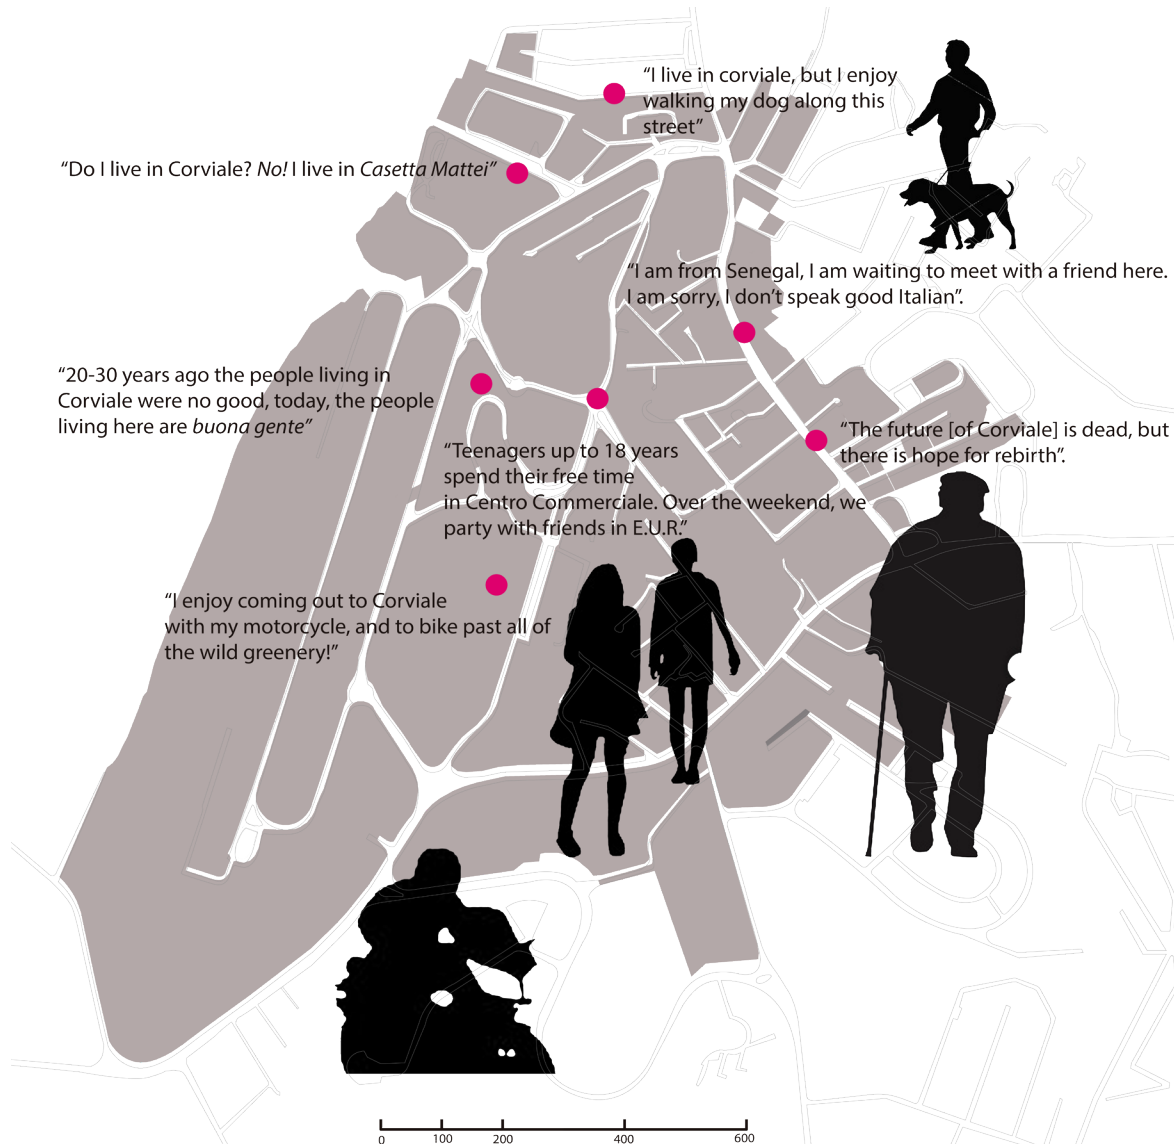 “I live in corviale, but I enjoy
walking my dog along this
street”
“Do I live in Corviale? No! I live in Casetta Mattei”
“I am from Senegal, I am waiting to meet with a friend here.
I am sorry, I don’t speak good Italian”.
“20-30 years ago the people living in
Corviale were no good, today, the people
living here are buona gente”
“The future [of Corviale] is dead, but
there is hope for rebirth”.
“Teenagers up to 18 years
spend their free time
in Centro Commerciale. Over the weekend, we
party with friends in E.U.R.”
“I enjoy coming out to Corviale
with my motorcycle, and to bike past all of
the wild greenery!”
0 100 200 400 600